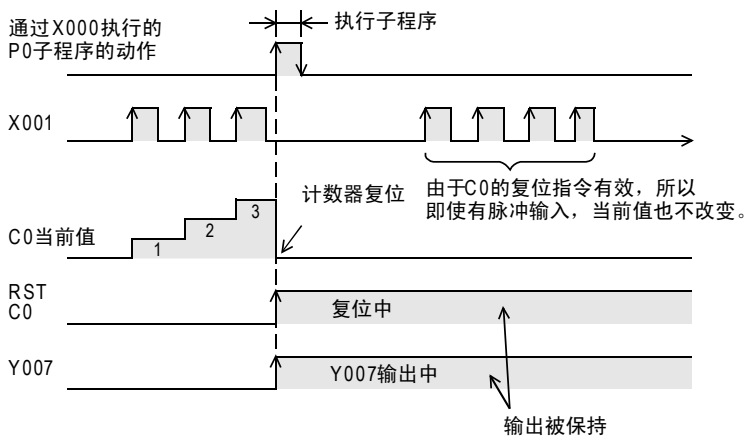 通过X000执行的
P0子程序的动作
执行子程序
X001
由于C0的复位指令有效，所以
即使有脉冲输入，当前值也不改变。
计数器复位
C0当前值
1
2
3
RST
C0
复位中
Y007
Y007输出中
输出被保持